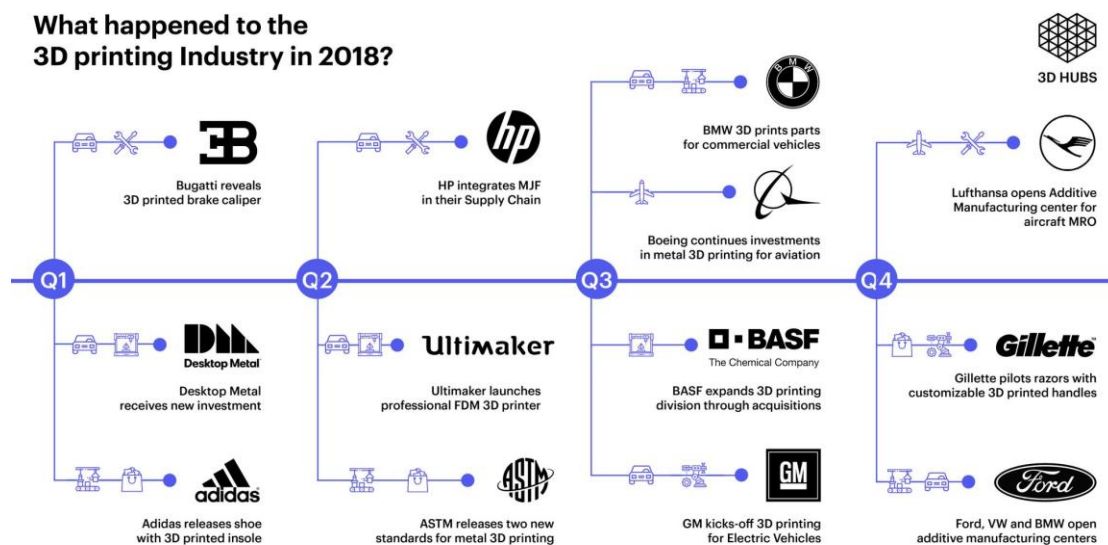 What happened to the
3D printing Industry in 2018?
3D HUBS
EB
Bugatti reveals
3D printed brake caliper
hp
HP integrates MJF
in their Supply Chain
BMW
BMW 3D prints parts
for commercial vehicles
Boeing continues investments
in metal 3D printing for aviation
Lufthansa opens Additive
Manufacturing center for
aircraft MRO
Q1
Q2
Q3
Q4
DM
Desktop Metal
Desktop Metal
receives new investment
Ultimaker
Ultimaker launches
professional FDM 3D printer
BASF
The Chemical Company
BASF expands 3D printing
division through acquisitions
Gillette
Gillette pilots razors with
customizable 3D printed handles
adidas
Adidas releases shoe
with 3D printed insole
ASTM
ASTM releases two new
standards for metal 3D printing
GM
GM kicks-off 3D printing
for Electric Vehicles
Ford
Ford, VW and BMW open
additive manufacturing centers